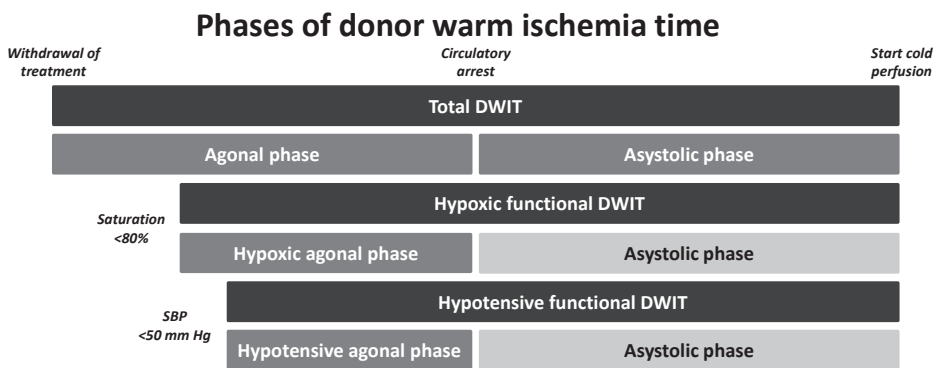 Phases of donor warm ischemia time
Withdrawal of
treatment
Circulatory
arrest
Start cold
perfusion
Total DWIT
Agonal phase
Asystolic phase
Saturation
<80%
Hypoxic functional DWIT
Hypoxic agonal phase
Asystolic phase
SBP
<50 mm Hg
Hypotensive functional DWIT
Hypotensive agonal phase
Asystolic phase